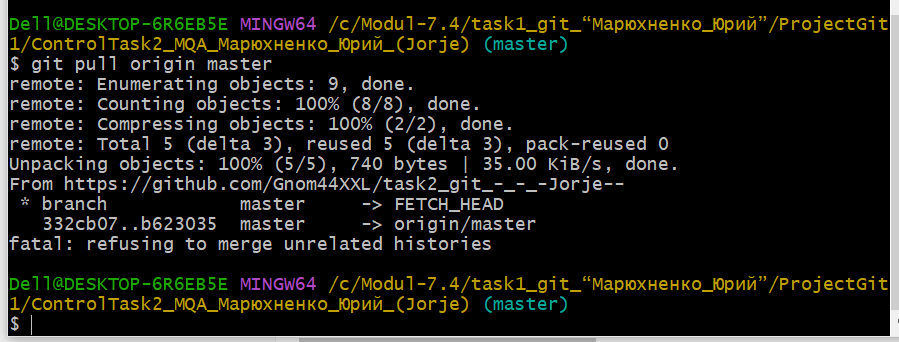 Dell@DESKTOP-6R6EB5E MINGW64 /c/Modul-7.4/task1_git_“Марюхненко_Юрий”/ProjectGit
1/ControlTask2_MQA_Марюхненко_Юрий_(Jorje) (master)
$ git pull origin master
remote: Enumerating objects: 9, done.
remote: Counting objects: 100% (8/8), done.
remote: Compressing objects: 100% (2/2), done.
remote: Total 5 (delta 3), reused 5 (delta 3), pack-reused 0
Unpacking objects: 100% (5/5), 740 bytes | 35.00 KiB/s, done.
From https://github.com/Gnom44XXL/task2_git_-_-_-Jorje--
 * branch            master     -> FETCH_HEAD
   332cb07..b623035  master     -> origin/master
fatal: refusing to merge unrelated histories
Dell@DESKTOP-6R6EB5E MINGW64 /c/Modul-7.4/task1_git_“Марюхненко_Юрий”/ProjectGit
1/ControlTask2_MQA_Марюхненко_Юрий_(Jorje) (master)
$